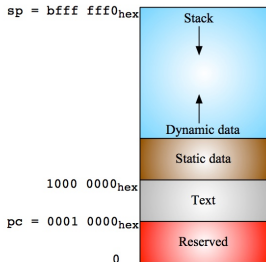 sp = bfff fff0hex
Stack
Dynamic data
Static data
1000 0000hex
Text
pc = 0001 0000hex
Reserved
0